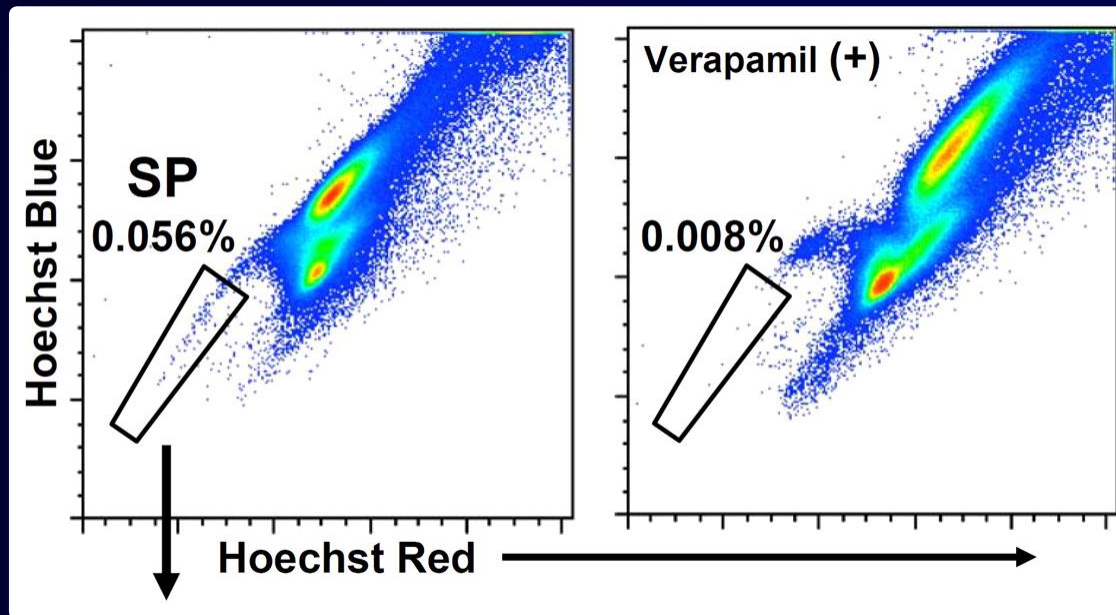 SP
0.056%
Verapamil (+)
0.008%
Hoechst Blue
Hoechst Red